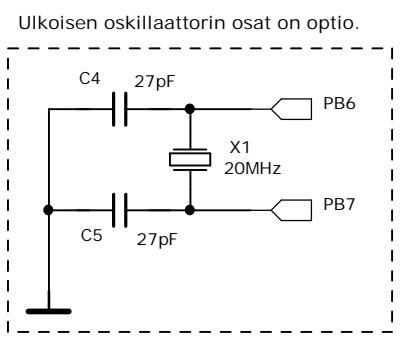 Ulkoisen oskillaattorin osat on optio.
C4
27pF
PB6
X1
20MHz
PB7
C5
27pF